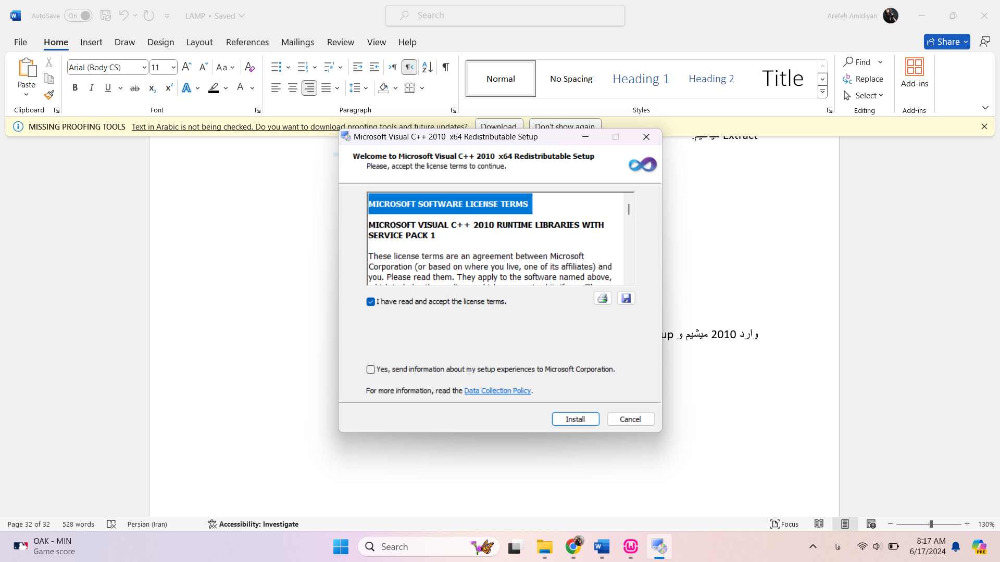 AutoSave On LAMP • Saved Search Arefeh Amidiyan
File Home Insert Draw Design Layout References Mailings Review View Help Share
Paste Arial (Body CS) 11 Aa Normal No Spacing Heading 1 Heading 2 Title Find Replace Select Add-ins
Clipboard Font Paragraph Styles Editing Add-ins
MISSING PROOFING TOOLS Text in Arabic is not being checked. Do you want to download proofing tools and future updates? Download Don't show again
Extract
Microsoft Visual C++ 2010 x64 Redistributable Setup
Welcome to Microsoft Visual C++ 2010 x64 Redistributable Setup
Please, accept the license terms to continue.
MICROSOFT SOFTWARE LICENSE TERMS
MICROSOFT VISUAL C++ 2010 RUNTIME LIBRARIES WITH
SERVICE PACK 1
These license terms are an agreement between Microsoft
Corporation (or based on where you live, one of its affiliates) and
you. Please read them. They apply to the software named above,
I have read and accept the license terms.
وارد 2010 میشیم و up
Yes, send information about my setup experiences to Microsoft Corporation.
For more information, read the Data Collection Policy.
Install Cancel
Page 32 of 32 528 words Persian (Iran) Accessibility: Investigate Focus 130%
OAK - MIN
Game score
Search
فا
8:17 AM
6/17/2024
PRE